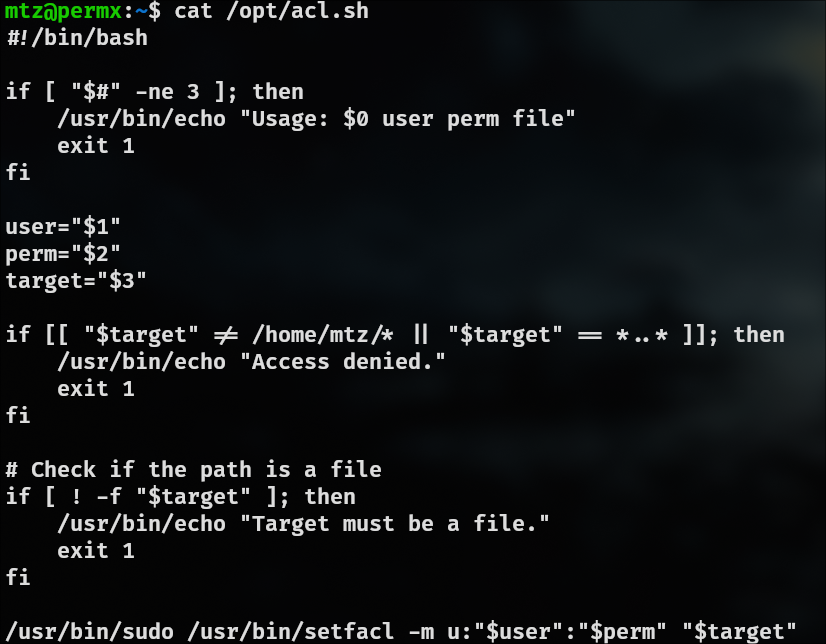 mtz@permx:~$ cat /opt/acl.sh
#!/bin/bash
if [ "$#" -ne 3 ]; then
    /usr/bin/echo "Usage: $0 user perm file"
    exit 1
fi
user="$1"
perm="$2"
target="$3"
if [[ "$target" != /home/mtz/* || "$target" == *..* ]]; then
    /usr/bin/echo "Access denied."
    exit 1
fi
# Check if the path is a file
if [ ! -f "$target" ]; then
    /usr/bin/echo "Target must be a file."
    exit 1
fi
/usr/bin/sudo /usr/bin/setfacl -m u:"$user":"$perm" "$target"